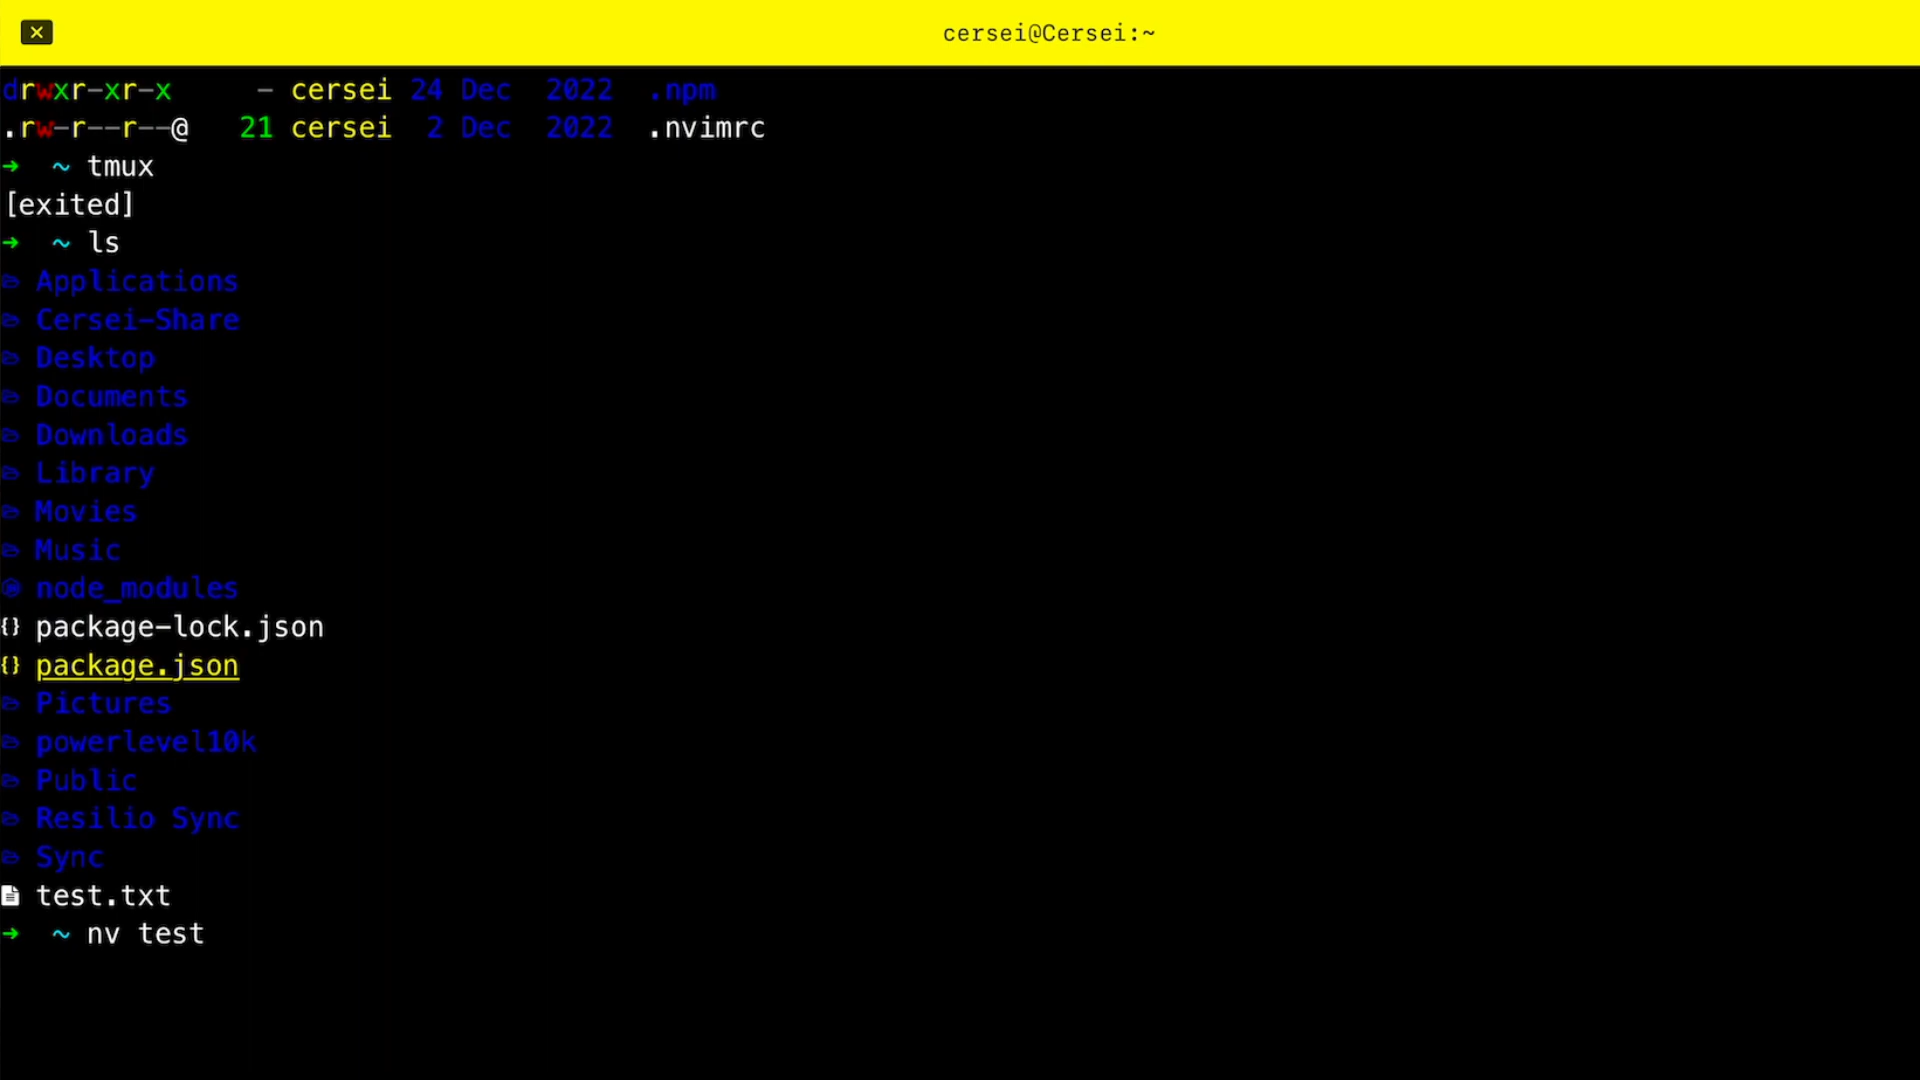 cersei@Cersei:~
drwxr-xr-x - cersei 24 Dec 2022 .npm
.rw-r--r--@ 21 cersei 2 Dec 2022 .nvimrc
➜ ~ tmux
[exited]
➜ ~ ls
Applications
Cersei-Share
Desktop
Documents
Downloads
Library
Movies
Music
node_modules
{} package-lock.json
{} package.json
Pictures
powerlevel10k
Public
Resilio Sync
Sync
test.txt
➜ ~ nv test